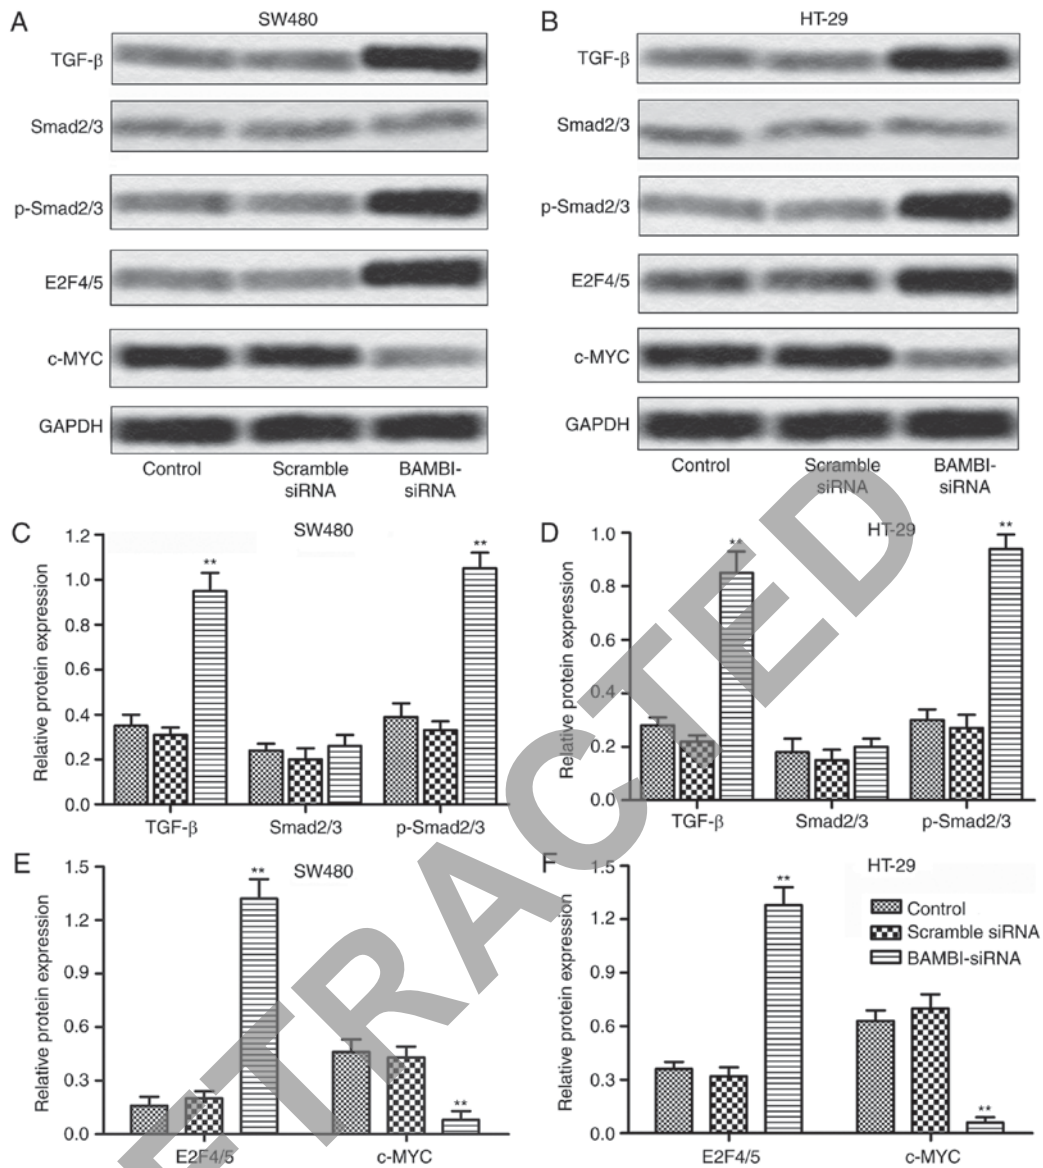 A
SW480
TGF-β
Smad2/3
p-Smad2/3
E2F4/5
c-MYC
GAPDH
Control
Scramble
siRNA
BAMBI-
siRNA
B
HT-29
TGF-β
Smad2/3
p-Smad2/3
E2F4/5
c-MYC
GAPDH
Control
Scramble
siRNA
BAMBI-
siRNA
C
SW480
Relative protein expression
1.2
1.0
0.8
0.6
0.4
0.2
0.0
**
**
TGF-β
Smad2/3
p-Smad2/3
D
HT-29
Relative protein expression
1.0
0.8
0.6
0.4
0.2
0.0
**
**
TGF-β
Smad2/3
p-Smad2/3
E
SW480
Relative protein expression
1.5
1.2
0.9
0.6
0.3
0.0
**
**
E2F4/5
c-MYC
F
HT-29
Relative protein expression
1.5
1.2
0.9
0.6
0.3
0.0
**
**
E2F4/5
c-MYC
Control
Scramble siRNA
BAMBI-siRNA
ETRACTED